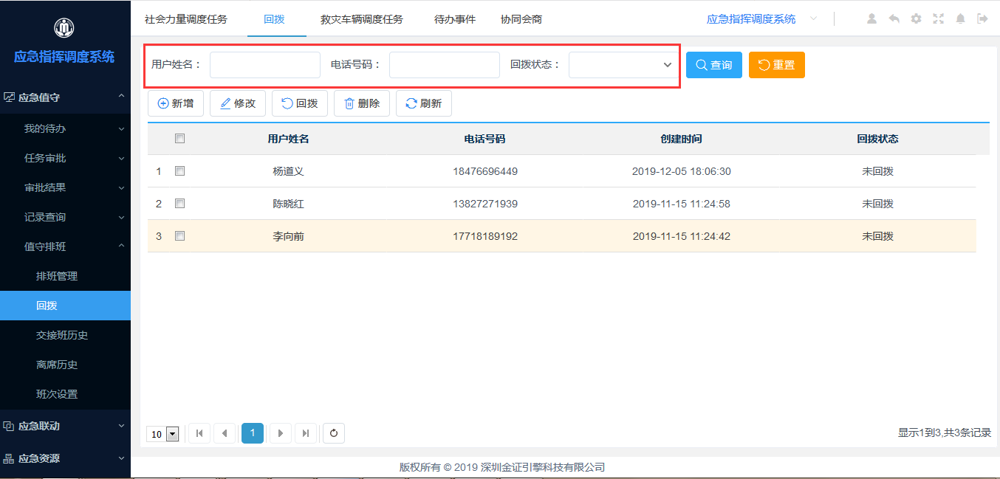 应急指挥调度系统
应急值守
我的待办
任务审批
审批结果
记录查询
值守排班
排班管理
回拨
交接班历史
离席历史
班次设置
应急联动
应急资源
社会力量调度任务 回拨 救灾车辆调度任务 待办事件 协同会商 应急指挥调度系统
用户姓名： 电话号码： 回拨状态： 查询 重置
新增 修改 回拨 删除 刷新
用户姓名 电话号码 创建时间 回拨状态
1 杨道义 18476696449 2019-12-05 18:06:30 未回拨
2 陈晓红 13827271939 2019-11-15 11:24:58 未回拨
3 李向前 17718189192 2019-11-15 11:24:42 未回拨
10 1 显示1到3,共3条记录
版权所有 © 2019 深圳金证引擎科技有限公司